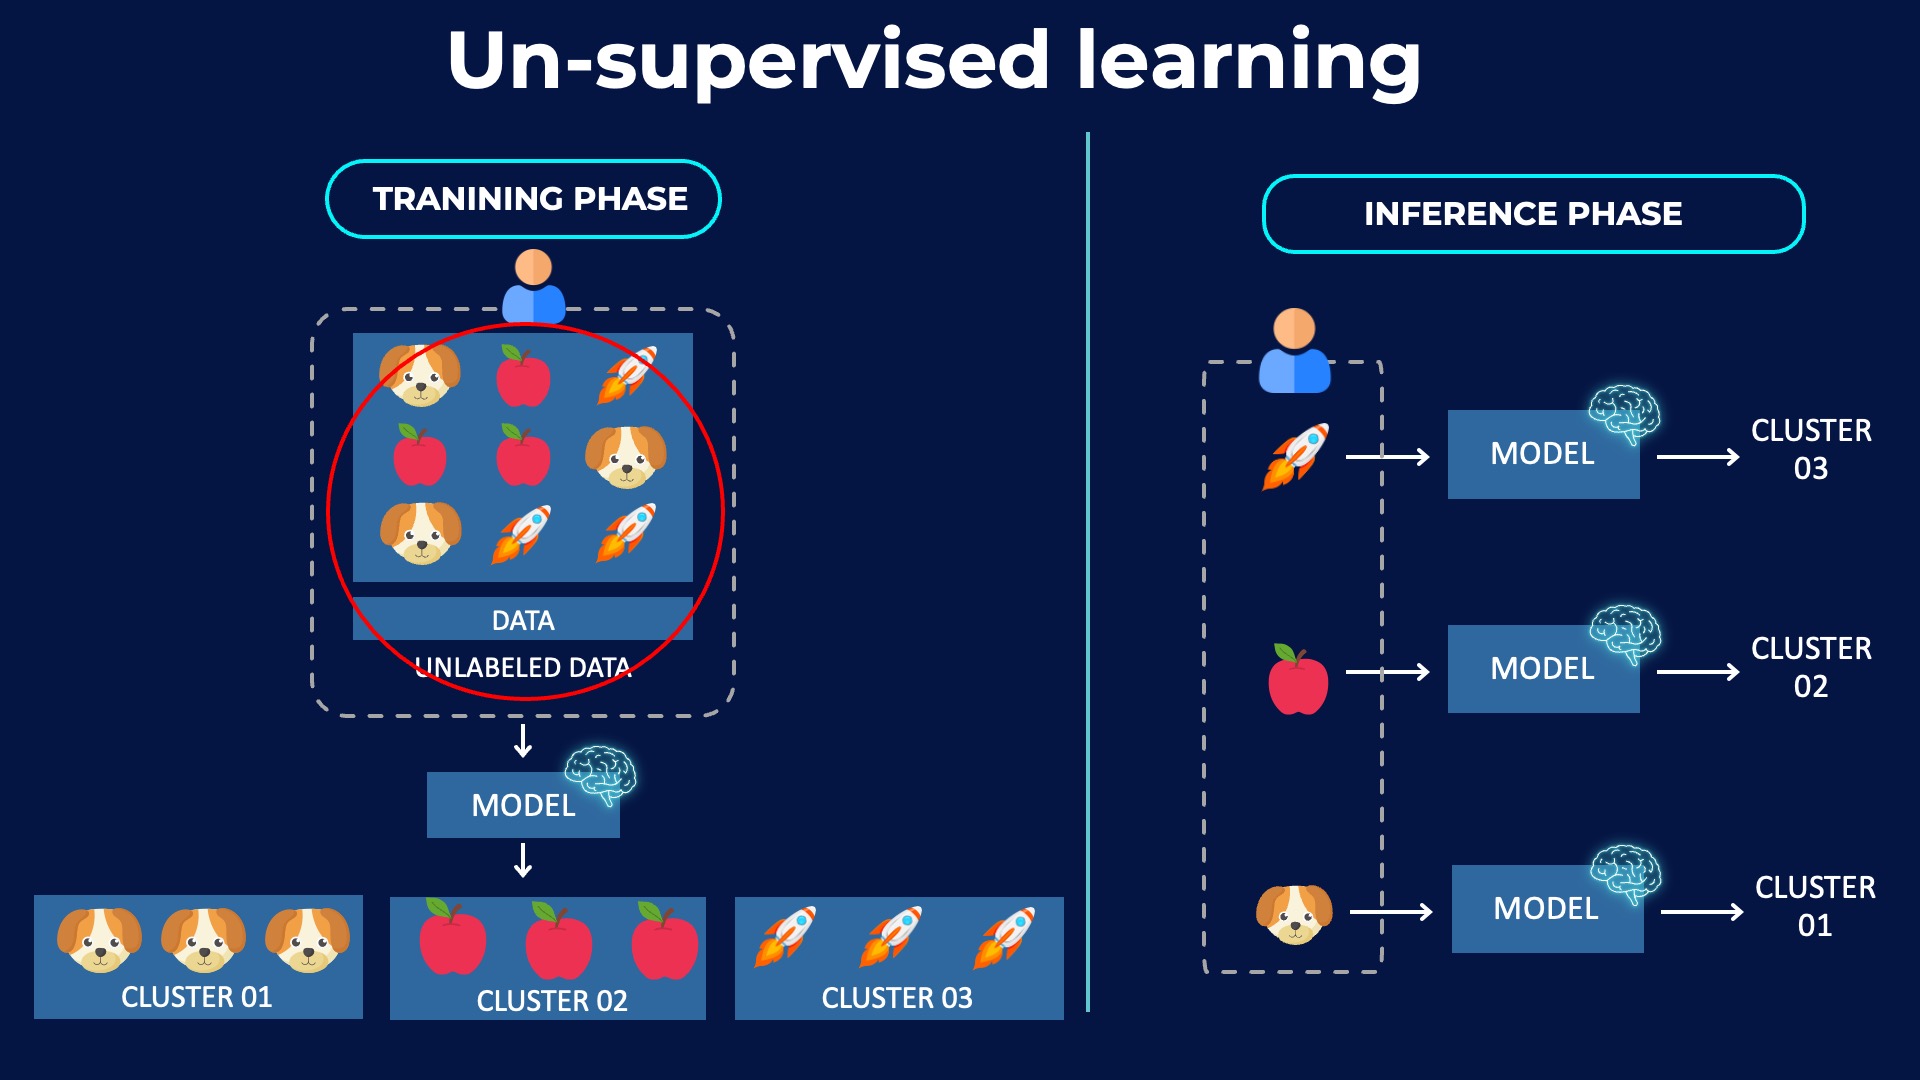 Un-supervised learning
TRANINING PHASE
DATA
UNLABELED DATA
MODEL
CLUSTER 01
CLUSTER 02
CLUSTER 03
INFERENCE PHASE
MODEL
CLUSTER
03
MODEL
CLUSTER
02
MODEL
CLUSTER
01